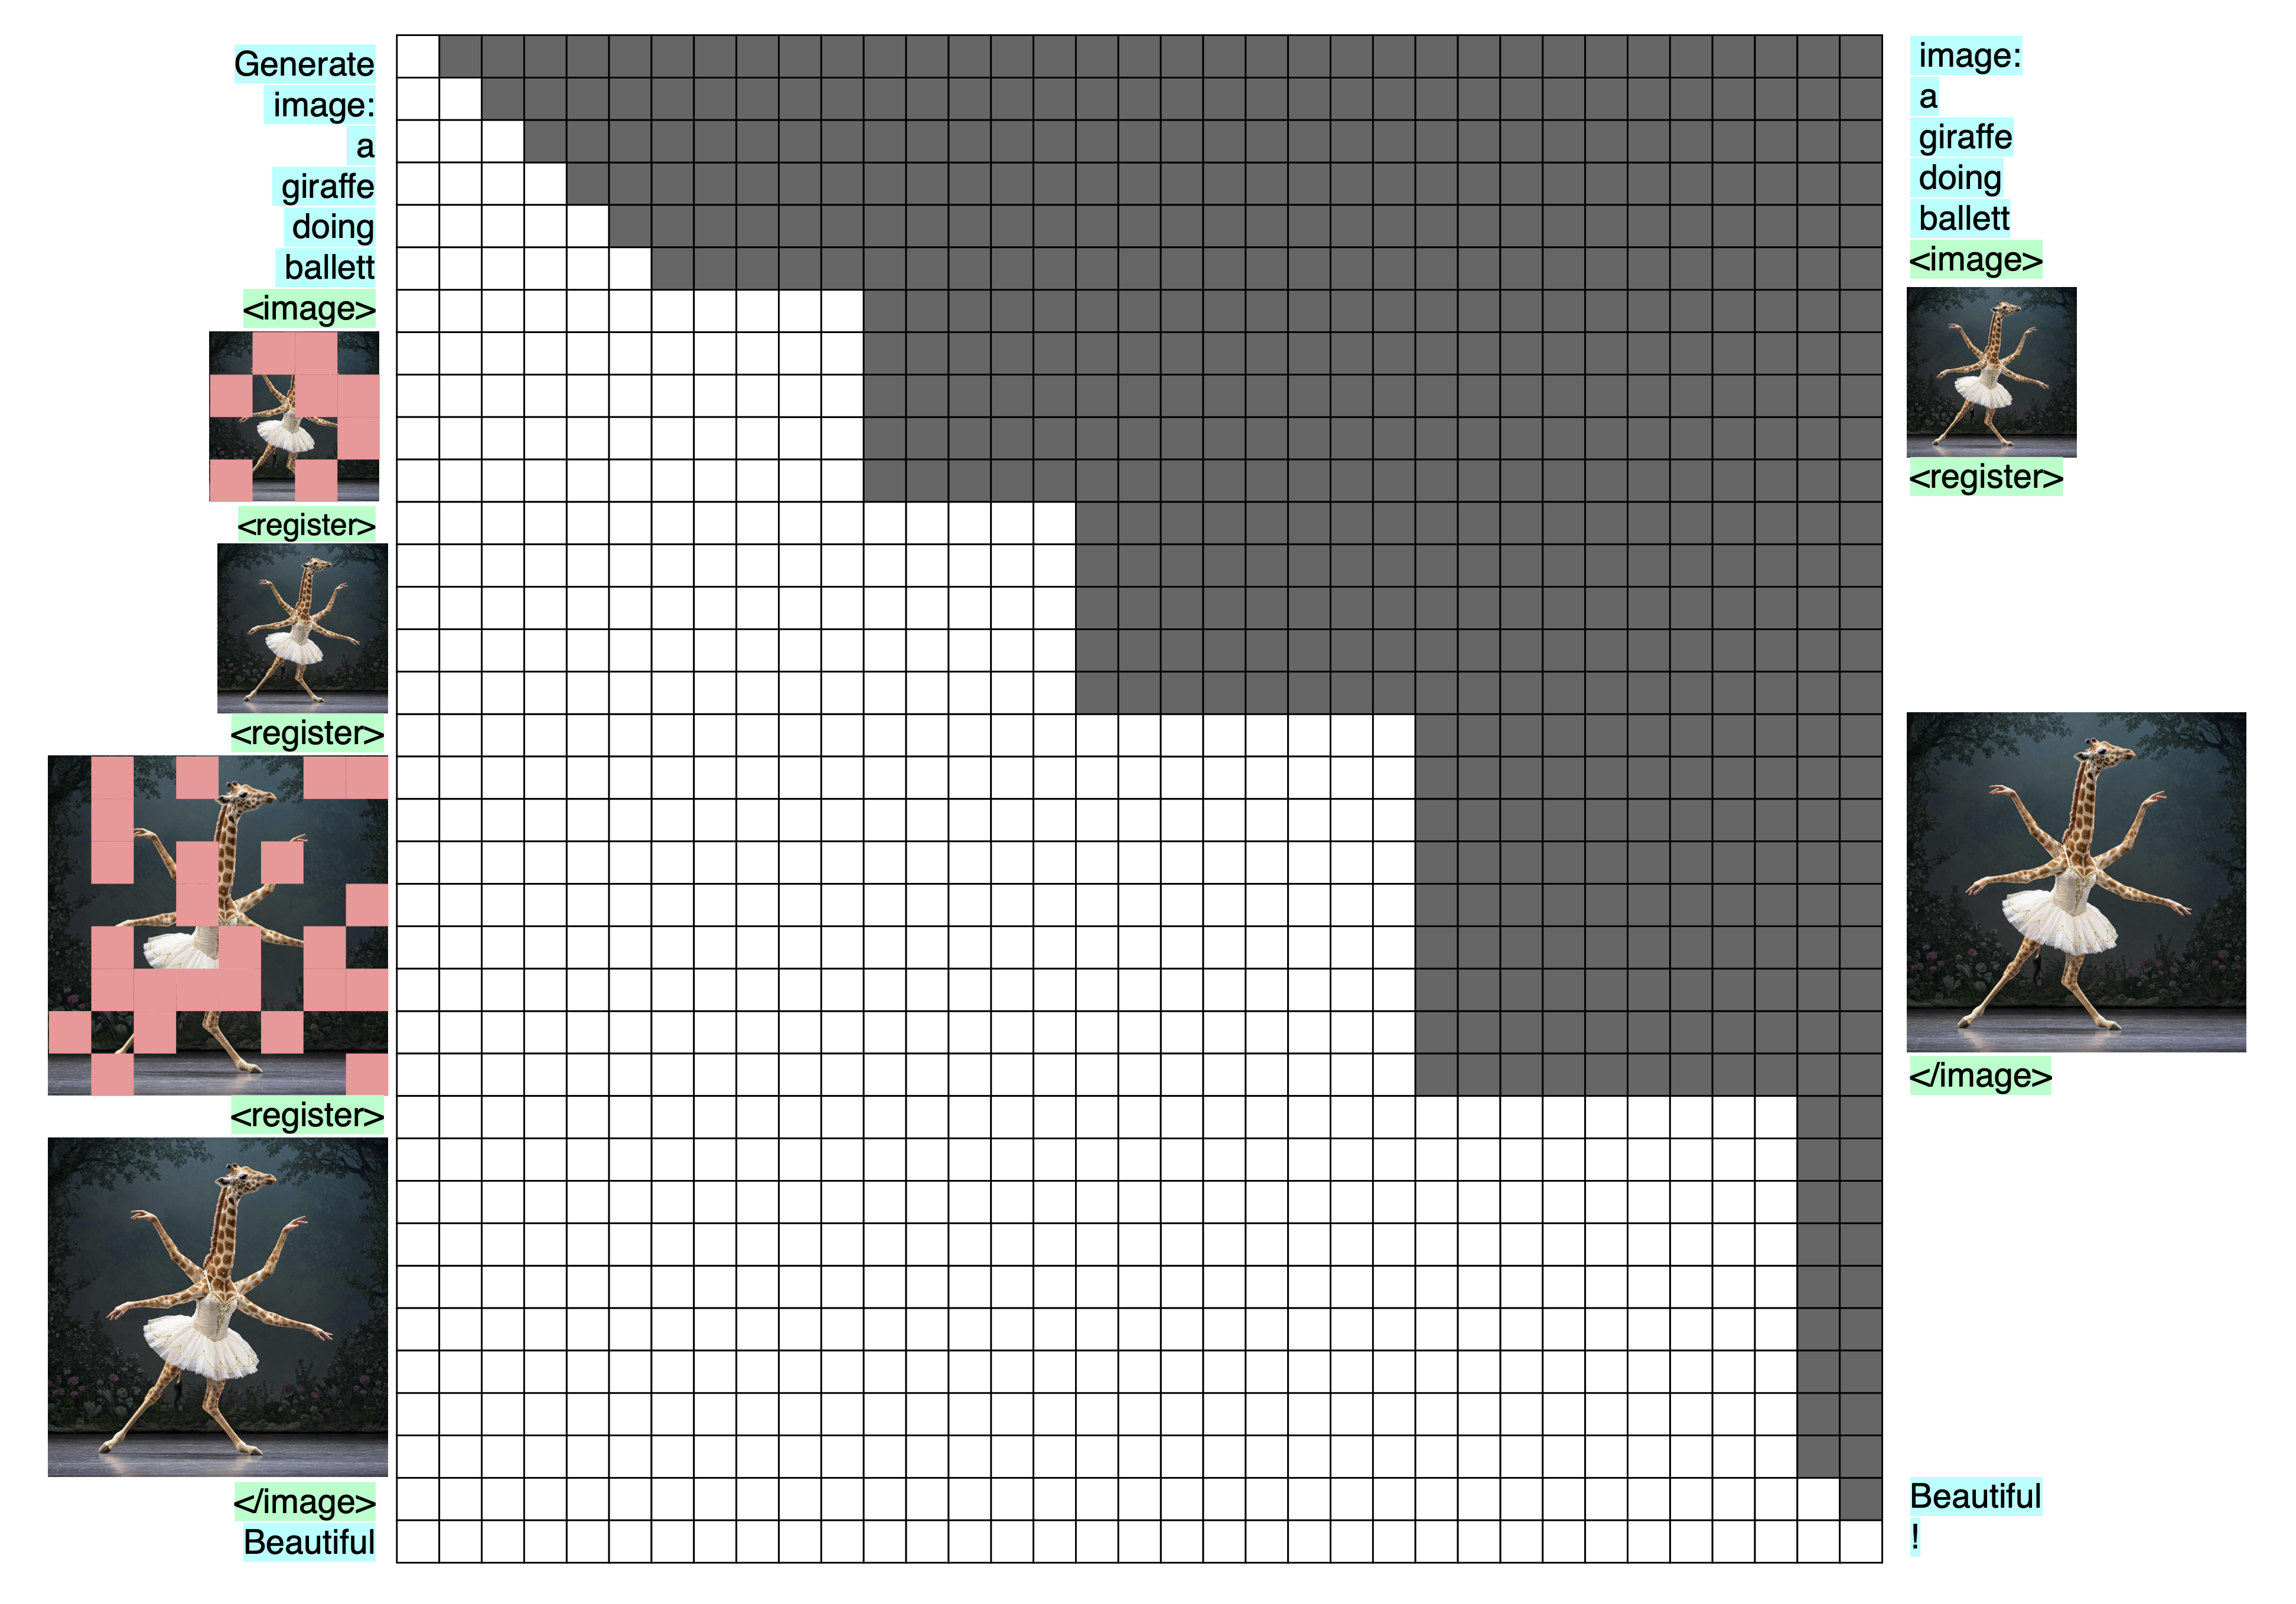 Generate
image:
a
giraffe
doing
ballett
<image>
<register>
<register>
<register>
</image>
Beautiful
image:
a
giraffe
doing
ballett
<image>
<register>
</image>
Beautiful
!